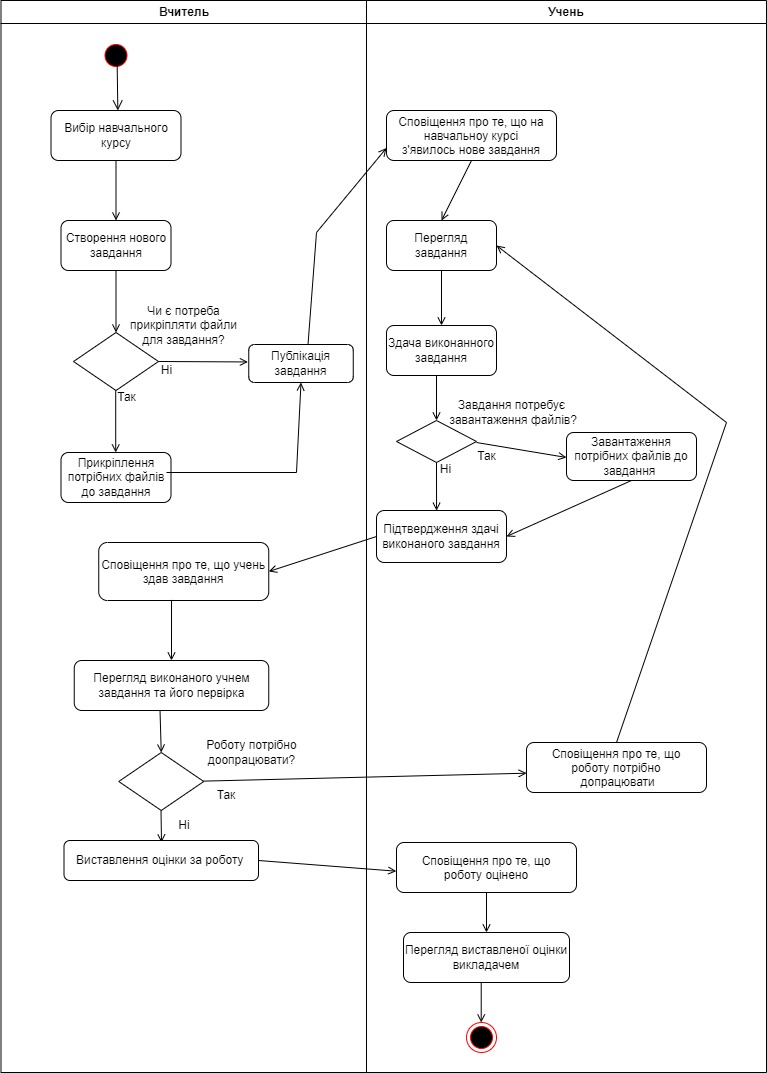 Вчитель
Учень
Вибір навчального
курсу
Сповіщення про те, що на
навчальноу курсі
з'явилось нове завдання
Створення нового
завдання
Перегляд
завдання
Чи є потреба
прикріпляти файли
для завдання?
Ні
Так
Публікація
завдання
Здача виконанного
завдання
Прикріплення
потрібних файлів
до завдання
Завдання потребує
завантаження файлів?
Так
Ні
Завантаження
потрібних файлів до
завдання
Підтвердження здачі
виконаного завдання
Сповіщення про те, що учень
здав завдання
Перегляд виконаного учнем
завдання та його первірка
Роботу потрібно
доопрацювати?
Так
Ні
Сповіщення про те, що
роботу потрібно
допрацювати
Виставлення оцінки за роботу
Сповіщення про те, що
роботу оцінено
Перегляд виставленої оцінки
викладачем